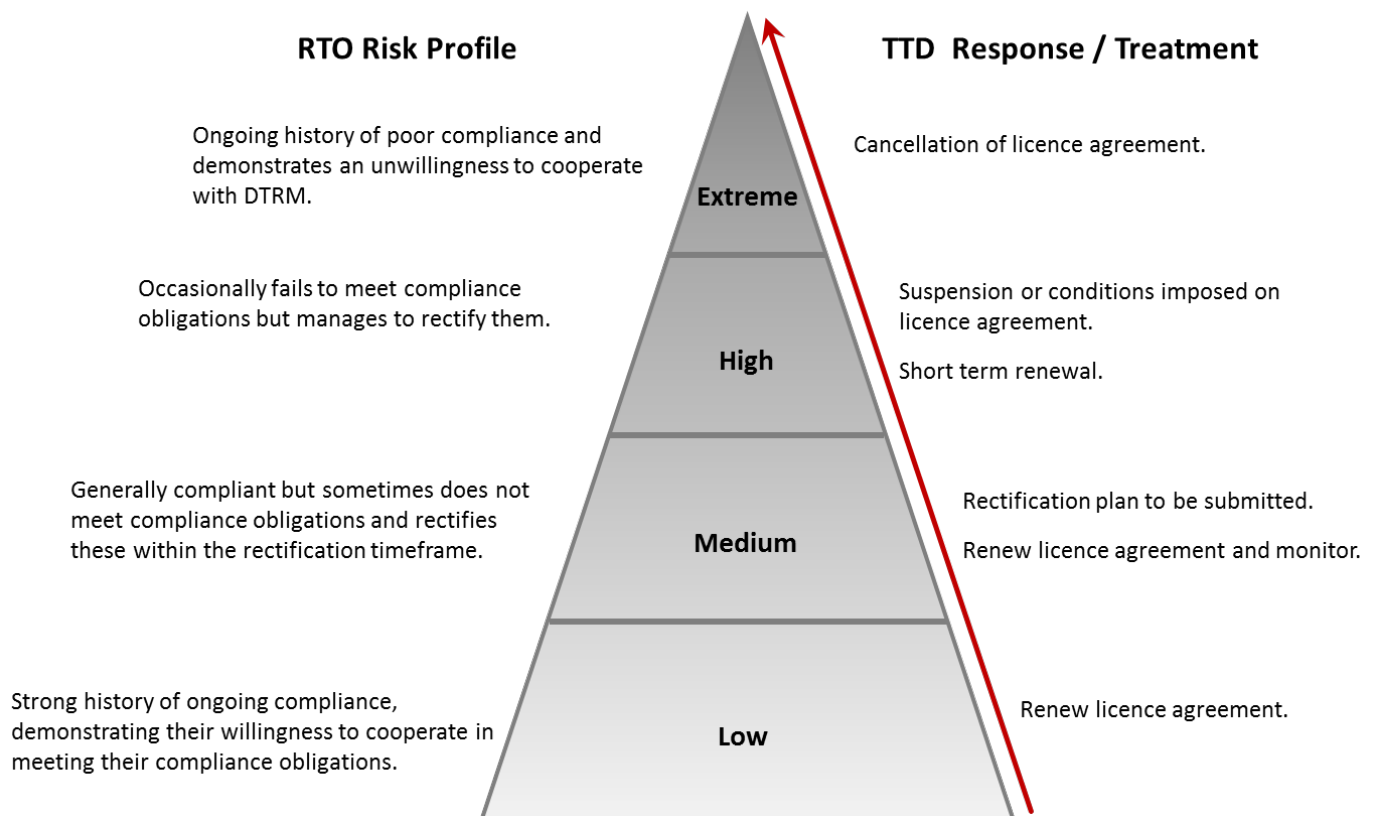 RTO Risk Profile
TTD  Response / Treatment
Ongoing history of poor compliance and
demonstrates an unwillingness to cooperate
with DTRM.
Extreme
Cancellation of licence agreement.
Occasionally fails to meet compliance
obligations but manages to rectify them.
High
Suspension or conditions imposed on
licence agreement.
Short term renewal.
Generally compliant but sometimes does not
meet compliance obligations and rectifies
these within the rectification timeframe.
Medium
Rectification plan to be submitted.
Renew licence agreement and monitor.
Strong history of ongoing compliance,
demonstrating their willingness to cooperate in
meeting their compliance obligations.
Low
Renew licence agreement.